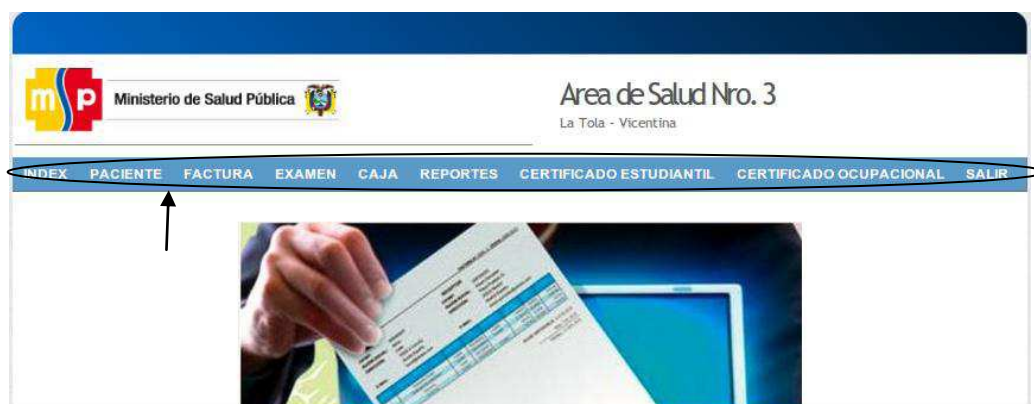 msp Ministerio de Salud Pública
Area de Salud Nro. 3
La Tola - Vicentina
INDEX PACIENTE FACTURA EXAMEN CAJA REPORTES CERTIFICADO ESTUDIANTIL CERTIFICADO OCUPACIONAL SALIR